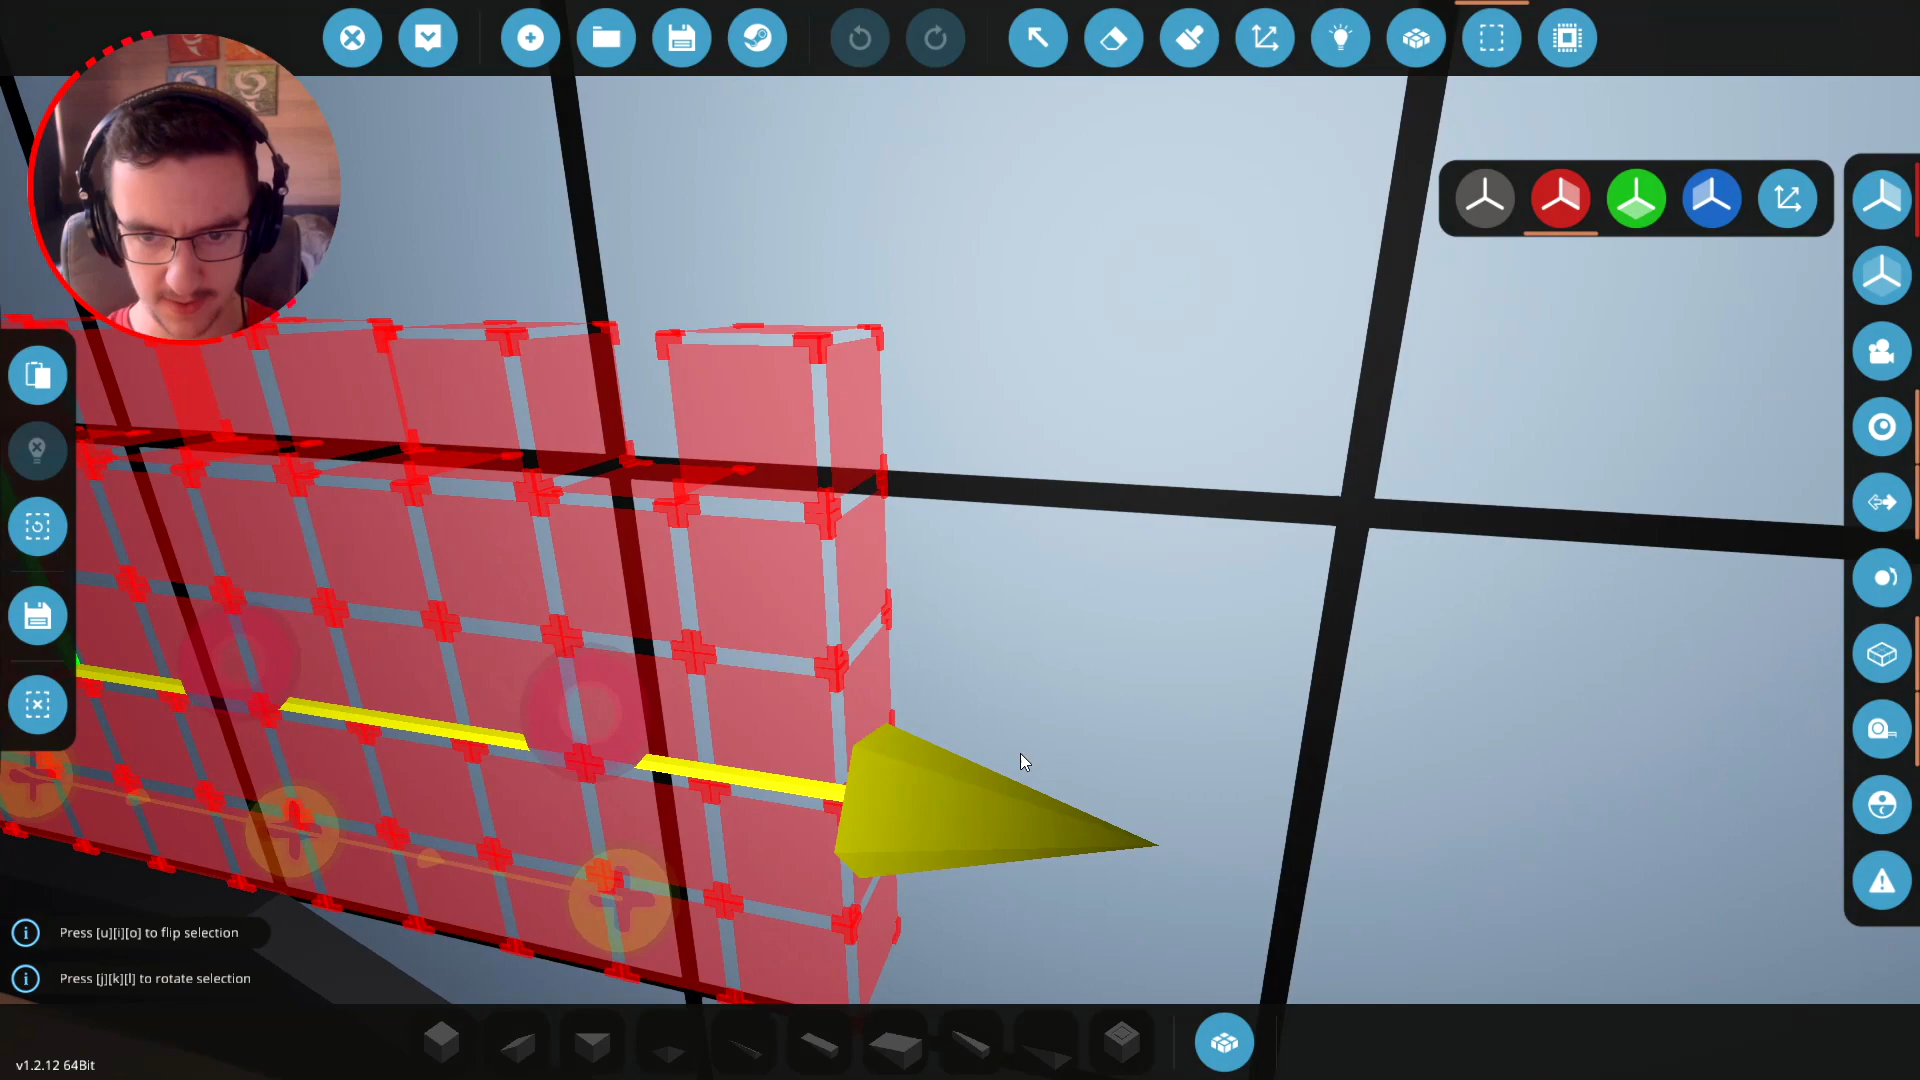 Press [u][i][o] to flip selection
Press [j][k][l] to rotate selection
v1.2.12 64Bit